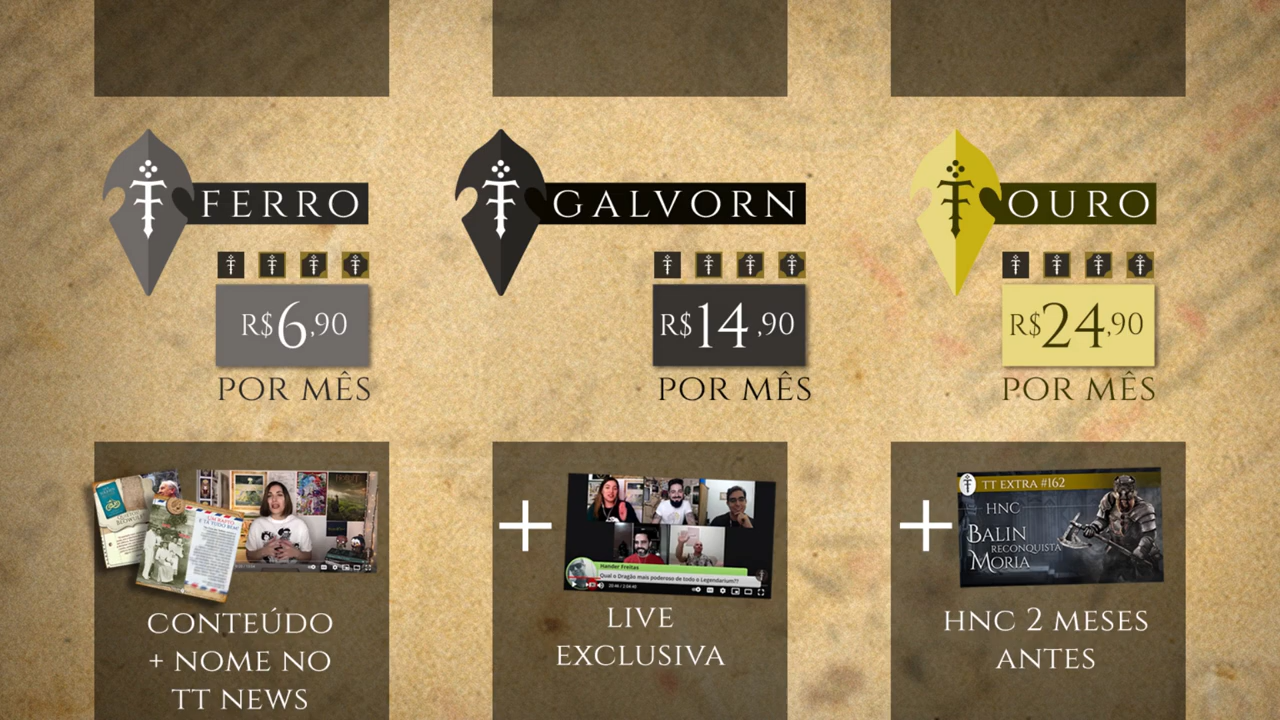 FERRO
R$6,90
POR MÊS
GALVORN
R$14,90
POR MÊS
OURO
R$24,90
POR MÊS
CONTEÚDO
+ NOME NO
TT NEWS
+
Hander Freitas
Qual o Dragão mais poderoso de todo o Legendarium?!
LIVE
EXCLUSIVA
+
TT EXTRA #162
HNC
BALIN
RECONQUISTA
MORIA
HNC 2 MESES
ANTES